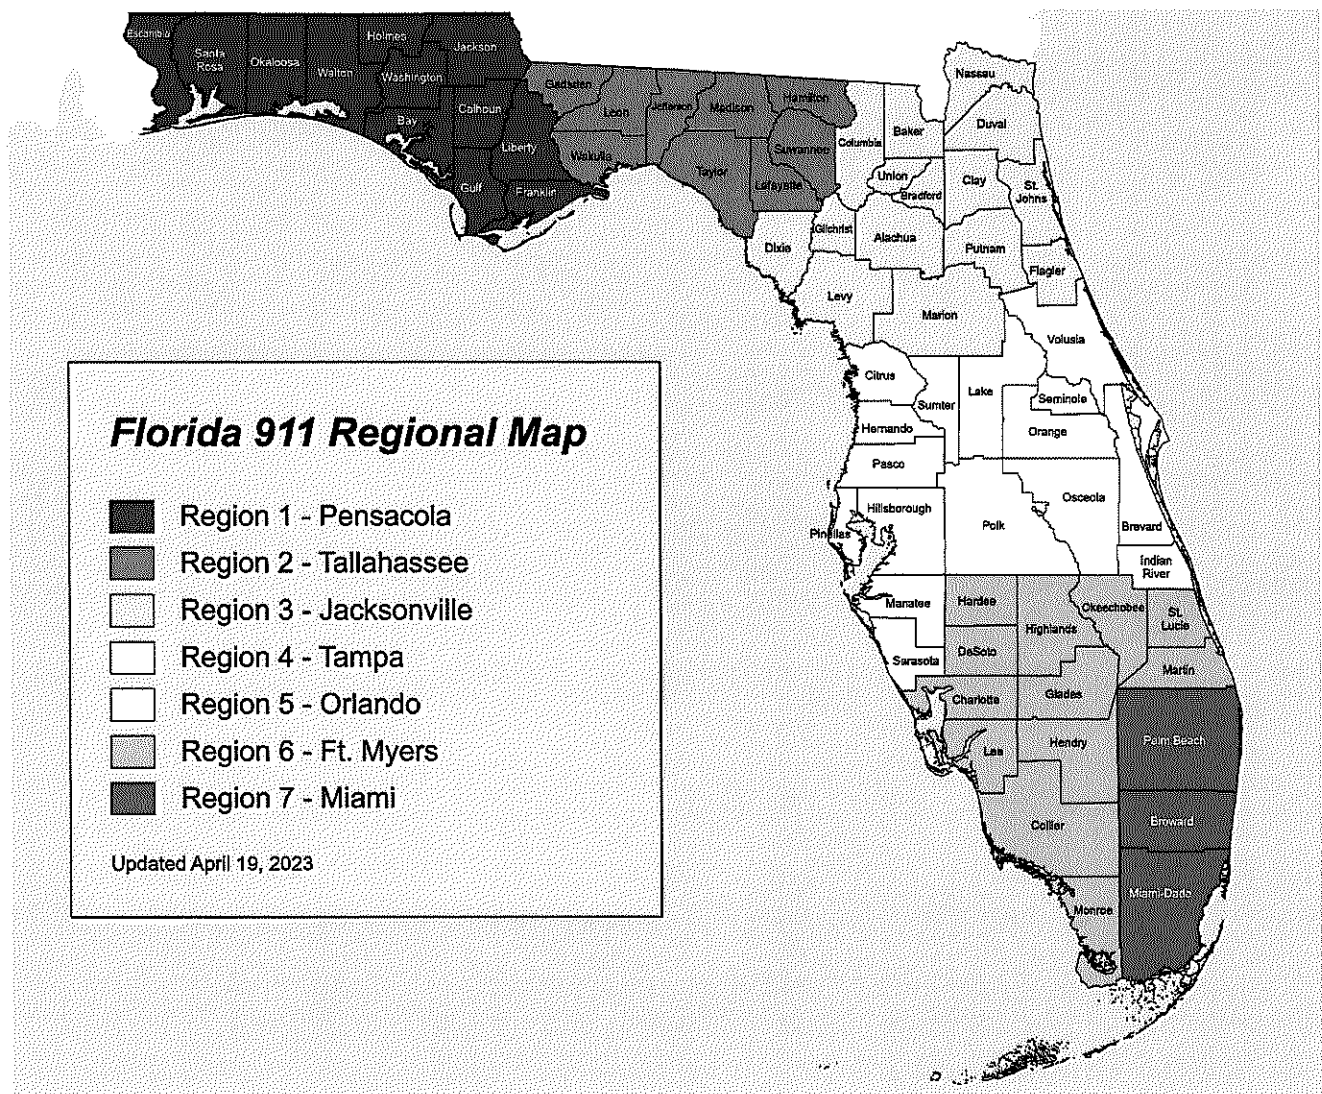 Escambia
Santa
Rosa
Okaloosa
Walton
Holmes
Washington
Jackson
Calhoun
Bay
Liberty
Gulf
Franklin
Gadsden
Leon
Jefferson
Madison
Hamilton
Wakulla
Taylor
Suwannee
Lafayette
Nassau
Duval
Baker
Columbia
Union
Bradford
Clay
St.
Johns
Gilchrist
Alachua
Putnam
Dixie
Flagler
Levy
Marion
Volusia
Citrus
Sumter
Lake
Seminole
Hernando
Orange
Pasco
Osceola
Hillsborough
Polk
Brevard
Pinellas
Indian
River
Manatee
Hardee
Okeechobee
St.
Lucie
Highlands
DeSoto
Sarasota
Martin
Charlotte
Glades
Lee
Hendry
Palm Beach
Collier
Broward
Miami-Dade
Monroe
Florida 911 Regional Map
Region 1 - Pensacola
Region 2 - Tallahassee
Region 3 - Jacksonville
Region 4 - Tampa
Region 5 - Orlando
Region 6 - Ft. Myers
Region 7 - Miami
Updated April 19, 2023